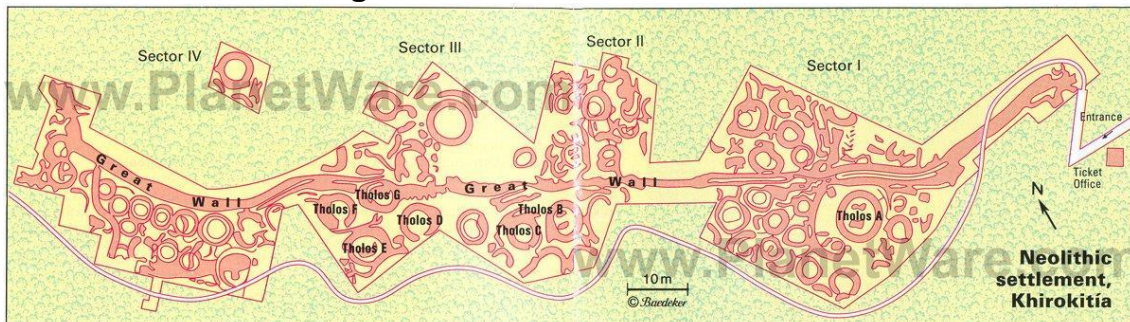 Sector IV
Sector III
Sector II
Sector I
www.PlanetWare.com
Entrance
Ticket
Office
Great
Wall
Great
Wall
Tholos G
Tholos F
Tholos D
Tholos E
Tholos B
Tholos C
Tholos A
N
www.PlanetWare.com
10 m
© Baedeker
Neolithic
settlement,
Khirokitía